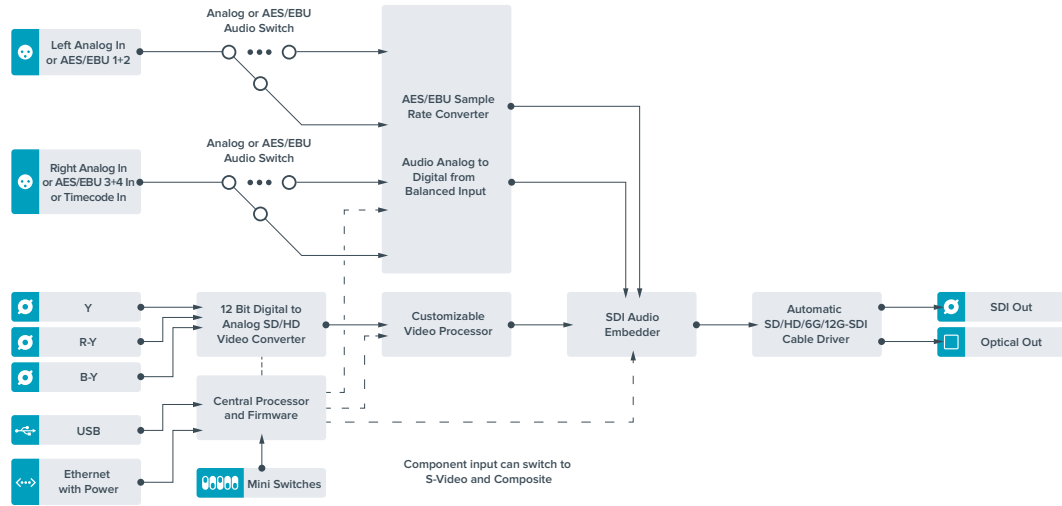 Analog or AES/EBU
Audio Switch
Left Analog In
or AES/EBU 1+2
AES/EBU Sample
Rate Converter
Analog or AES/EBU
Audio Switch
Right Analog In
or AES/EBU 3+4 In
or Timecode In
Audio Analog to
Digital from
Balanced Input
Y
R-Y
B-Y
12 Bit Digital to
Analog SD/HD
Video Converter
Customizable
Video Processor
SDI Audio
Embedder
Automatic
SD/HD/6G/12G-SDI
Cable Driver
SDI Out
Optical Out
Central Processor
and Firmware
USB
Ethernet
with Power
Mini Switches
Component input can switch to
S-Video and Composite